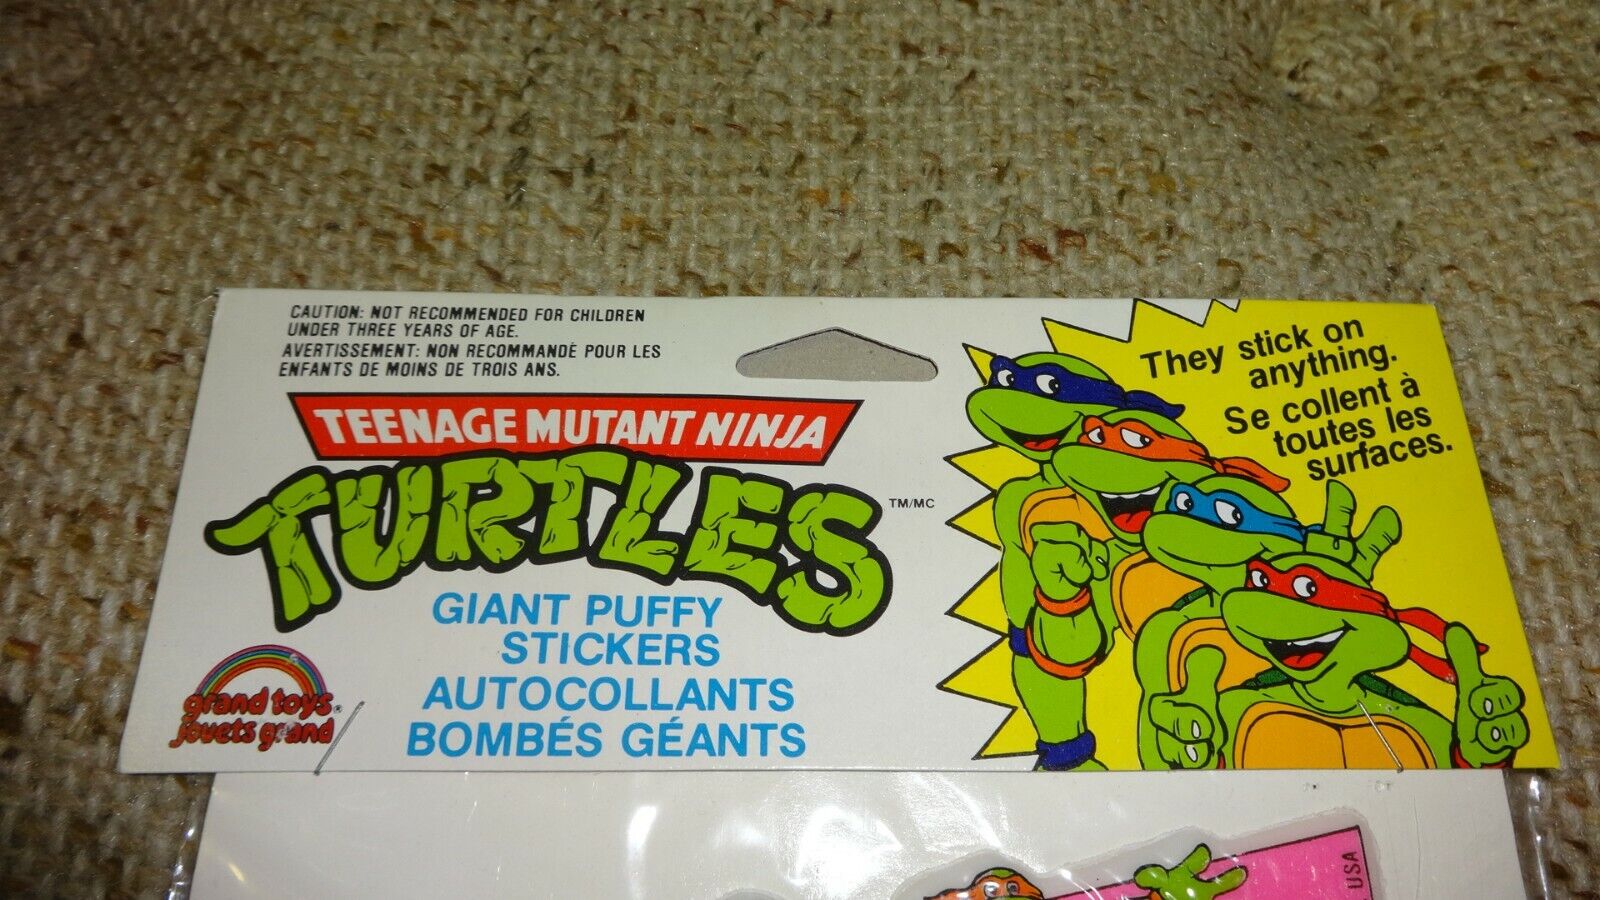 CAUTION: NOT RECOMMENDED FOR CHILDREN
UNDER THREE YEARS OF AGE.
AVERTISSEMENT: NON RECOMMANDÉ POUR LES
ENFANTS DE MOINS DE TROIS ANS.
TEENAGE MUTANT NINJA
TURTLES
TM/MC
GIANT PUFFY
STICKERS
AUTOCOLLANTS
BOMBÉS GÉANTS
grand toys®
jouets grand
They stick on
anything.
Se collent à
toutes les
surfaces.
USA